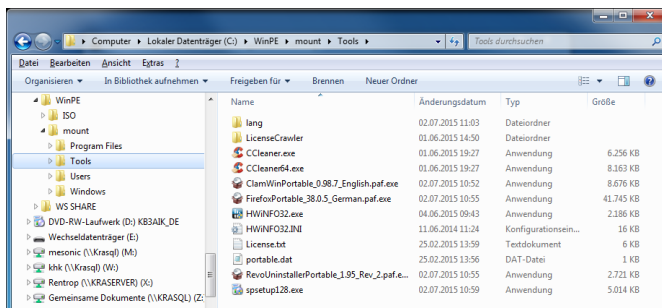 Computer Lokaler Datenträger (C:) WinPE mount Tools
Tools durchsuchen
Datei Bearbeiten Ansicht Extras ?
Organisieren In Bibliothek aufnehmen Freigeben für Brennen Neuer Ordner
WinPE
ISO
mount
Program Files
Tools
Users
Windows
WS SHARE
DVD-RW-Laufwerk (D:) KB3AIK_DE
Wechseldatenträger (E:)
mesonic (\\Krasql) (M:)
khk (\\Krasql) (W:)
Rentrop (\\KRASERVER) (X:)
Gemeinsame Dokumente (\\KRASQL) (Z:
Name Änderungsdatum Typ Größe
lang 02.07.2015 11:03 Dateiordner
LicenseCrawler 01.06.2015 14:50 Dateiordner
CCleaner.exe 01.06.2015 19:27 Anwendung 6.256 KB
CCleaner64.exe 01.06.2015 19:27 Anwendung 8.163 KB
ClamWinPortable_0.98.7_English.paf.exe 02.07.2015 10:52 Anwendung 8.676 KB
FirefoxPortable_38.0.5_German.paf.exe 02.07.2015 10:55 Anwendung 41.745 KB
HWiNFO32.exe 04.06.2015 09:43 Anwendung 2.186 KB
HWiNFO32.INI 11.06.2014 11:24 Konfigurationsein... 16 KB
License.txt 25.02.2013 13:59 Textdokument 6 KB
portable.dat 25.02.2013 13:56 DAT-Datei 1 KB
RevoUninstallerPortable_1.95_Rev_2.paf.e... 02.07.2015 10:55 Anwendung 2.721 KB
spsetup128.exe 02.07.2015 10:59 Anwendung 5.014 KB